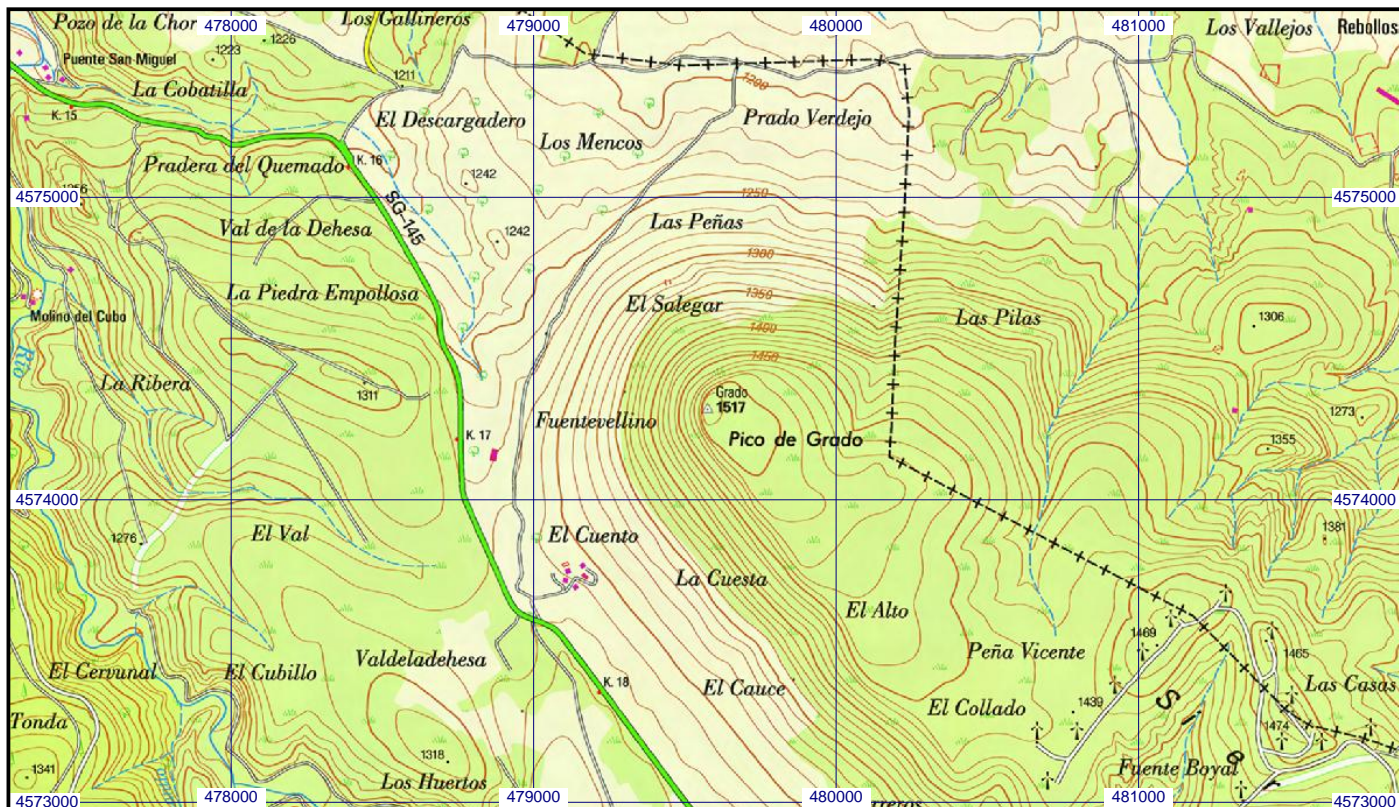 Pozo de la Chor
478000
Los Gallineros
479000
480000
481000
Los Vallejos
Rebollos
1226
1223
Puente San Miguel
1211
La Cobatilla
1200
K. 15
El Descargadero
Prado Verdejo
Los Mencos
K. 16
Pradera del Quemado
1242
4575000
1250
4575000
SG-145
Val de la Dehesa
Las Peñas
1242
1300
La Piedra Empollosa
1350
El Salegar
Molino del Cubo
Las Pilas
1306
1400
Río
1450
La Ribera
1311
Grado
1517
1273
Fuentevellino
K. 17
Pico de Grado
1355
4574000
4574000
1276
El Val
El Cuento
1381
La Cuesta
El Alto
1469
Peña Vicente
1465
El Cervunal
El Cubillo
Valdeladehesa
K. 18
El Cauce
Las Casas
S i
Tonda
El Collado
1439
1474
1318
1341
Los Huertos
Fuente Boyal
4573000
478000
479000
480000
481000
4573000